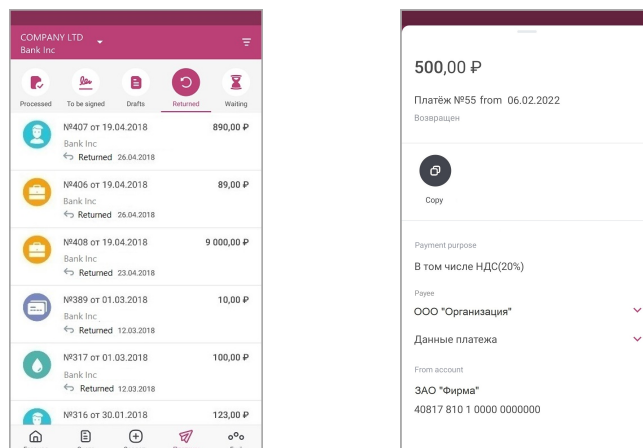 COMPANY LTD
Bank Inc
Processed To be signed Drafts Returned Waiting
№407 от 19.04.2018 890,00 ₽
Bank Inc
Returned 26.04.2018
№406 от 19.04.2018 89,00 ₽
Bank Inc
Returned 26.04.2018
№408 от 19.04.2018 9 000,00 ₽
Bank Inc
Returned 23.04.2018
№389 от 01.03.2018 10,00 ₽
Bank Inc
Returned 12.03.2018
№317 от 01.03.2018 100,00 ₽
Bank Inc
Returned 12.03.2018
№316 от 30.01.2018 123,00 ₽
500,00 ₽
Платёж №55 from 06.02.2022
Возвращен
Copy
Payment purpose
В том числе НДС(20%)
Payee
ООО "Организация"
Данные платежа
From account
ЗАО "Фирма"
40817 810 1 0000 0000000